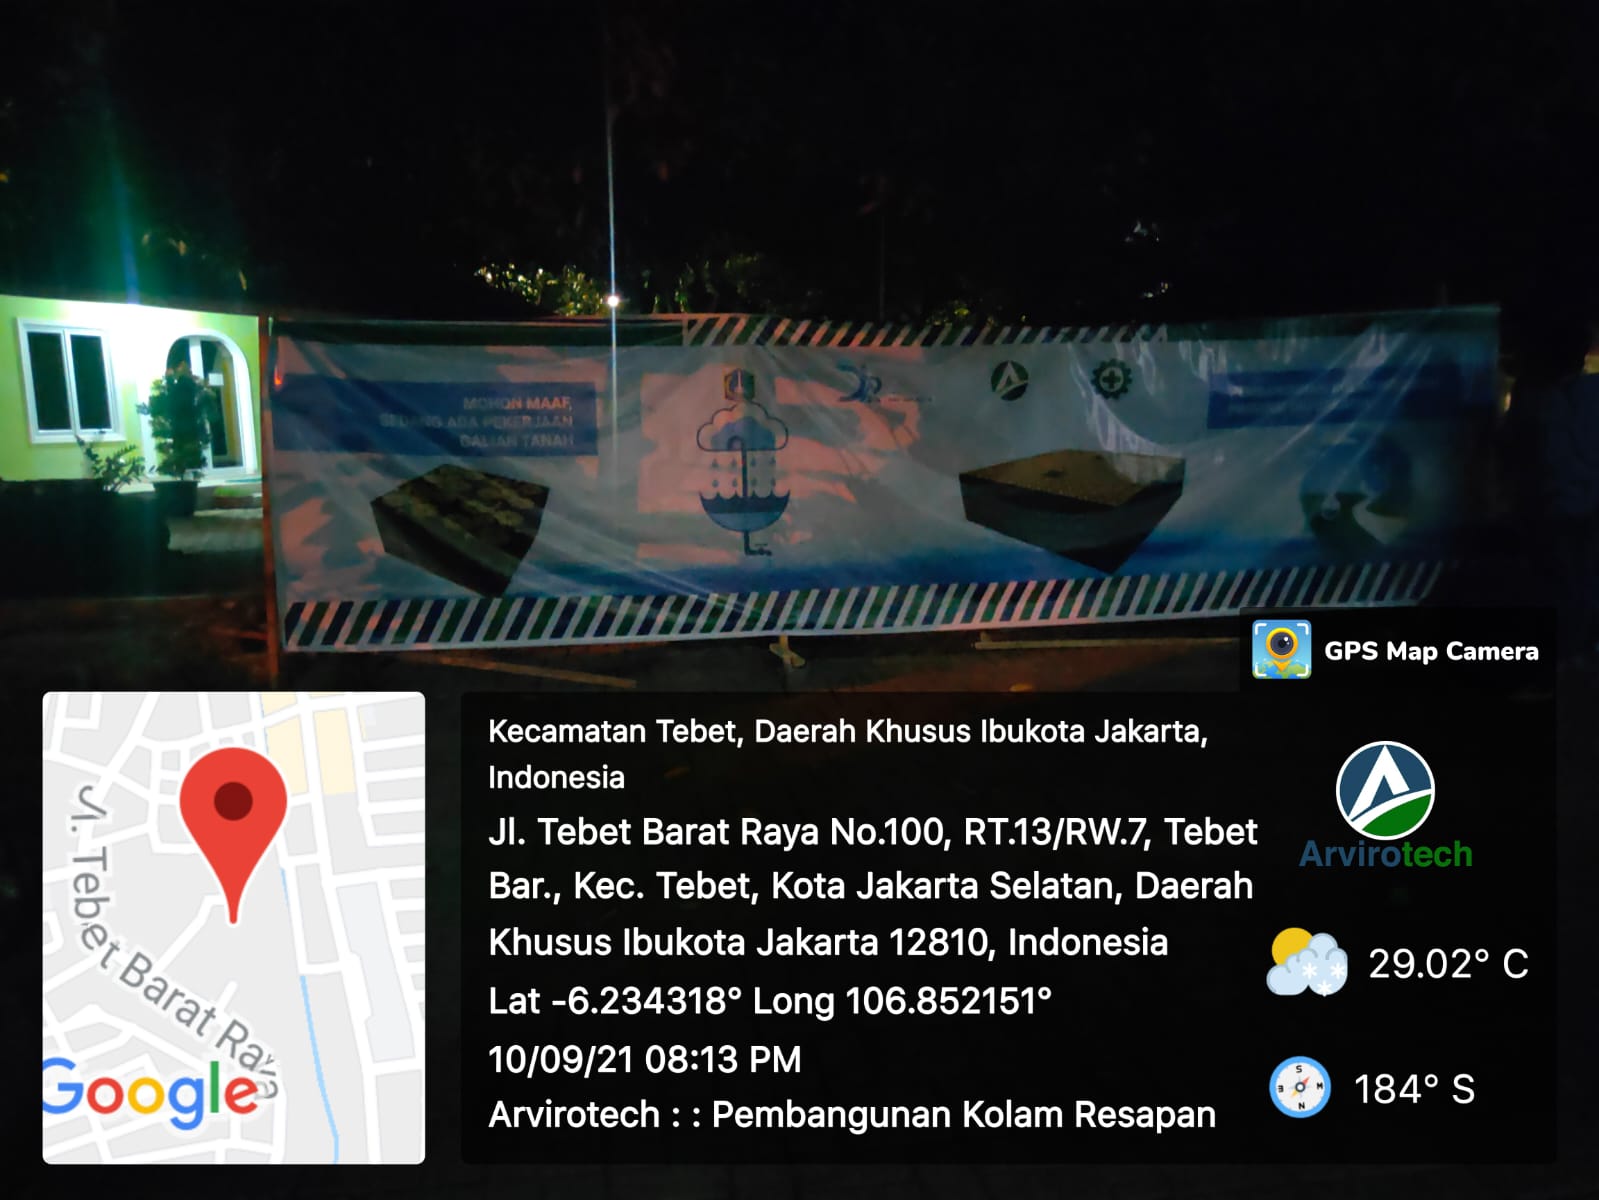 MOHON MAAF,
SEDANG ADA PEKERJAAN
GALIAN TANAH
GPS Map Camera
Jl. Tebet Barat Raya
Google
Kecamatan Tebet, Daerah Khusus Ibukota Jakarta,
Indonesia
Jl. Tebet Barat Raya No.100, RT.13/RW.7, Tebet
Bar., Kec. Tebet, Kota Jakarta Selatan, Daerah
Khusus Ibukota Jakarta 12810, Indonesia
Lat -6.234318° Long 106.852151°
10/09/21 08:13 PM
Arvirotech : : Pembangunan Kolam Resapan
Arvirotech
29.02° C
184° S